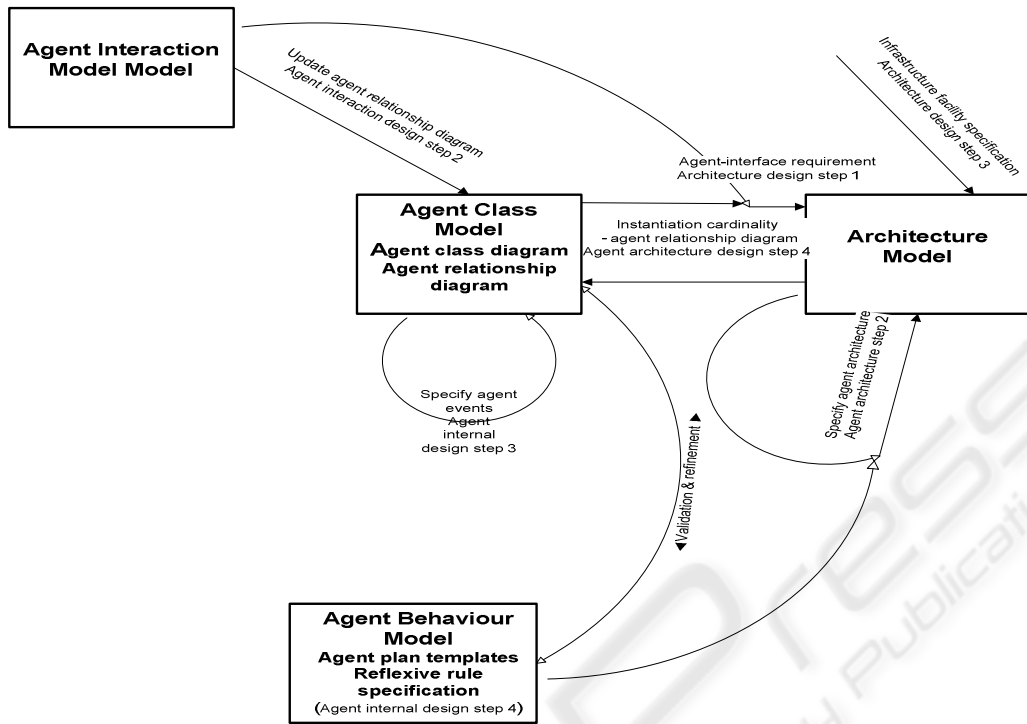 Agent Interaction
Model Model
Update agent relationship diagram
Agent interaction design step 2
Infrastructure facility specification
Architecture design step 3
Agent-interface requirement
Architecture design step 1
Agent Class
Model
Agent class diagram
Agent relationship
diagram
Instantiation cardinality
- agent relationship diagram
Agent architecture design step 4
Architecture
Model
Specify agent
events
Agent
internal
design step 3
Specify agent architecture
Agent architecture step 2
Validation & refinement
Agent Behaviour
Model
Agent plan templates
Reflexive rule
specification
(Agent internal design step 4)
Press
Publicatio